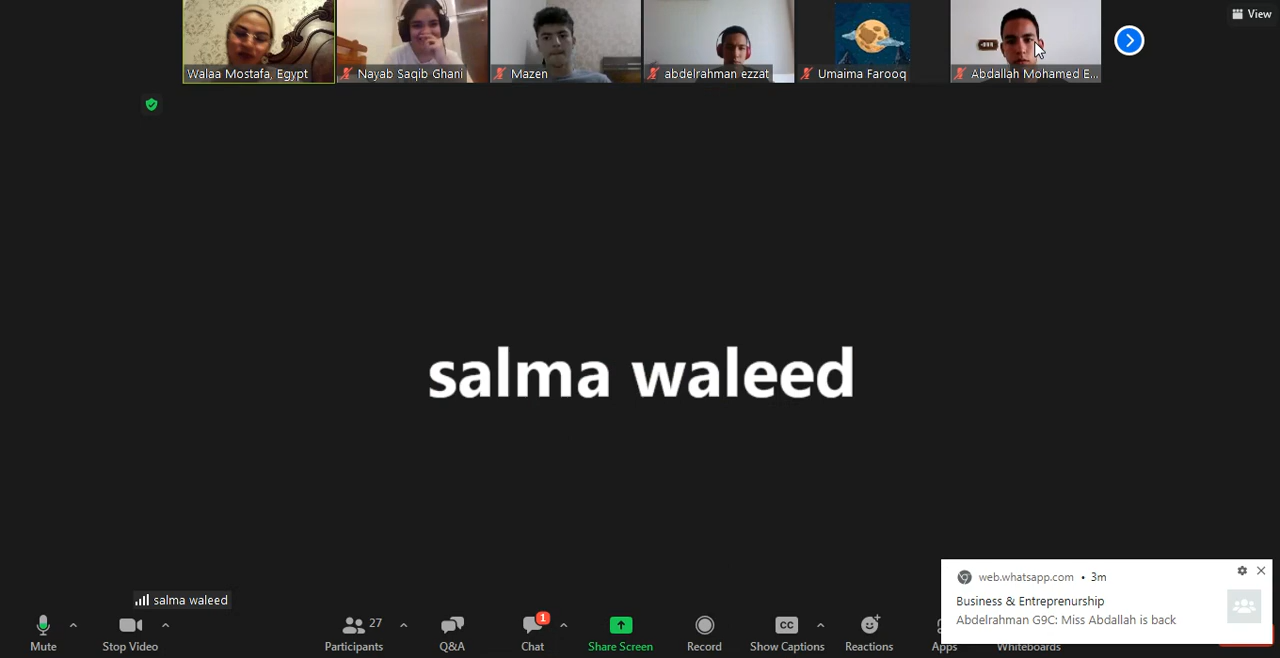 View
Walaa Mostafa, Egypt
Nayab Saqib Ghani
Mazen
abdelrahman ezzat
Umaima Farooq
Abdallah Mohamed E...
salma waleed
salma waleed
web.whatsapp.com • 3m
Business & Entreprenurship
Abdelrahman G9C: Miss Abdallah is back
27
1
CC
Mute
Stop Video
Participants
Q&A
Chat
Share Screen
Record
Show Captions
Reactions
Apps
Whiteboards